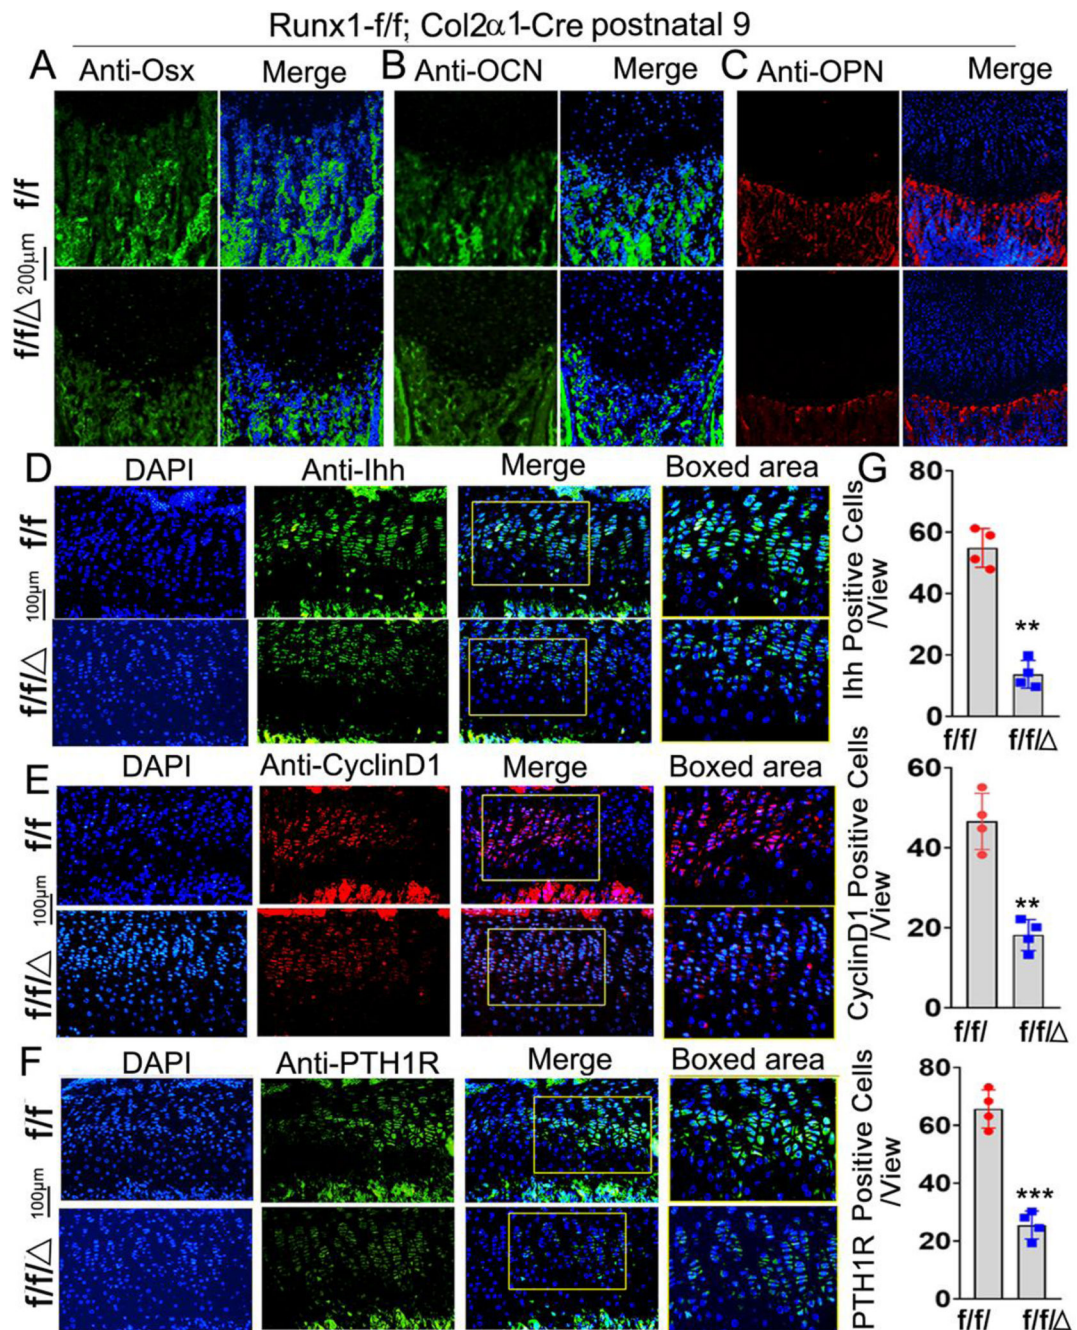 Runx1-f/f; Col2α1-Cre postnatal 9
A Anti-Osx Merge B Anti-OCN Merge C Anti-OPN Merge
f/f
200µm
f/f/△
D DAPI Anti-Ihh Merge Boxed area G
f/f
100µm
f/f/△
Ihh Positive Cells
/View
80
60
40
20
0
**
f/f/ f/f/△
E DAPI Anti-CyclinD1 Merge Boxed area
f/f
100µm
f/f/△
CyclinD1 Positive Cells
/View
60
40
20
0
**
f/f/ f/f/△
F DAPI Anti-PTH1R Merge Boxed area
f/f
100µm
f/f/△
PTH1R Positive Cells
/View
80
60
40
20
0
***
f/f/ f/f/△